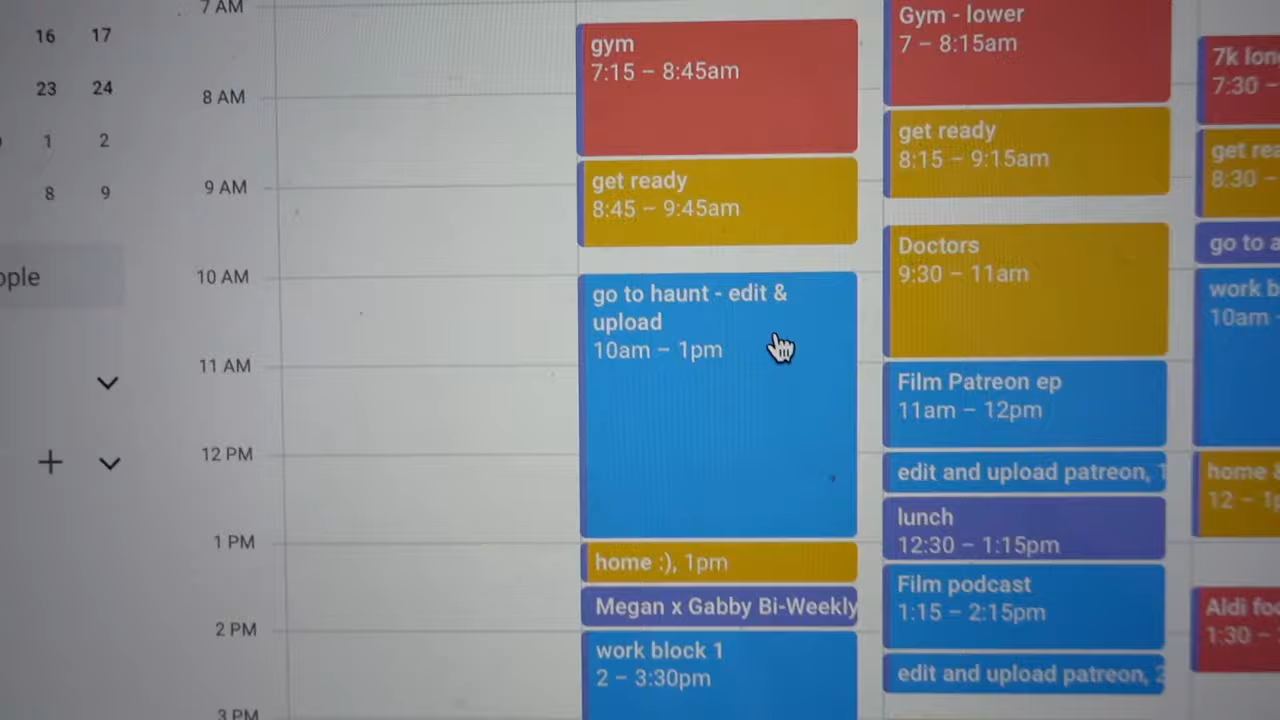 16 17
23 24
1 2
8 9
ople
7 AM
8 AM
9 AM
10 AM
11 AM
12 PM
1 PM
2 PM
3 PM
gym
7:15 – 8:45am
get ready
8:45 – 9:45am
go to haunt - edit &
upload
10am – 1pm
home :), 1pm
Megan x Gabby Bi-Weekly
work block 1
2 – 3:30pm
Gym - lower
7 – 8:15am
get ready
8:15 – 9:15am
Doctors
9:30 – 11am
Film Patreon ep
11am – 12pm
edit and upload patreon, 1
lunch
12:30 – 1:15pm
Film podcast
1:15 – 2:15pm
edit and upload patreon, 2
7k lon
7:30 –
get rea
8:30 –
go to a
work b
10am –
home &
12 – 1p
Aldi foo
1:30 –